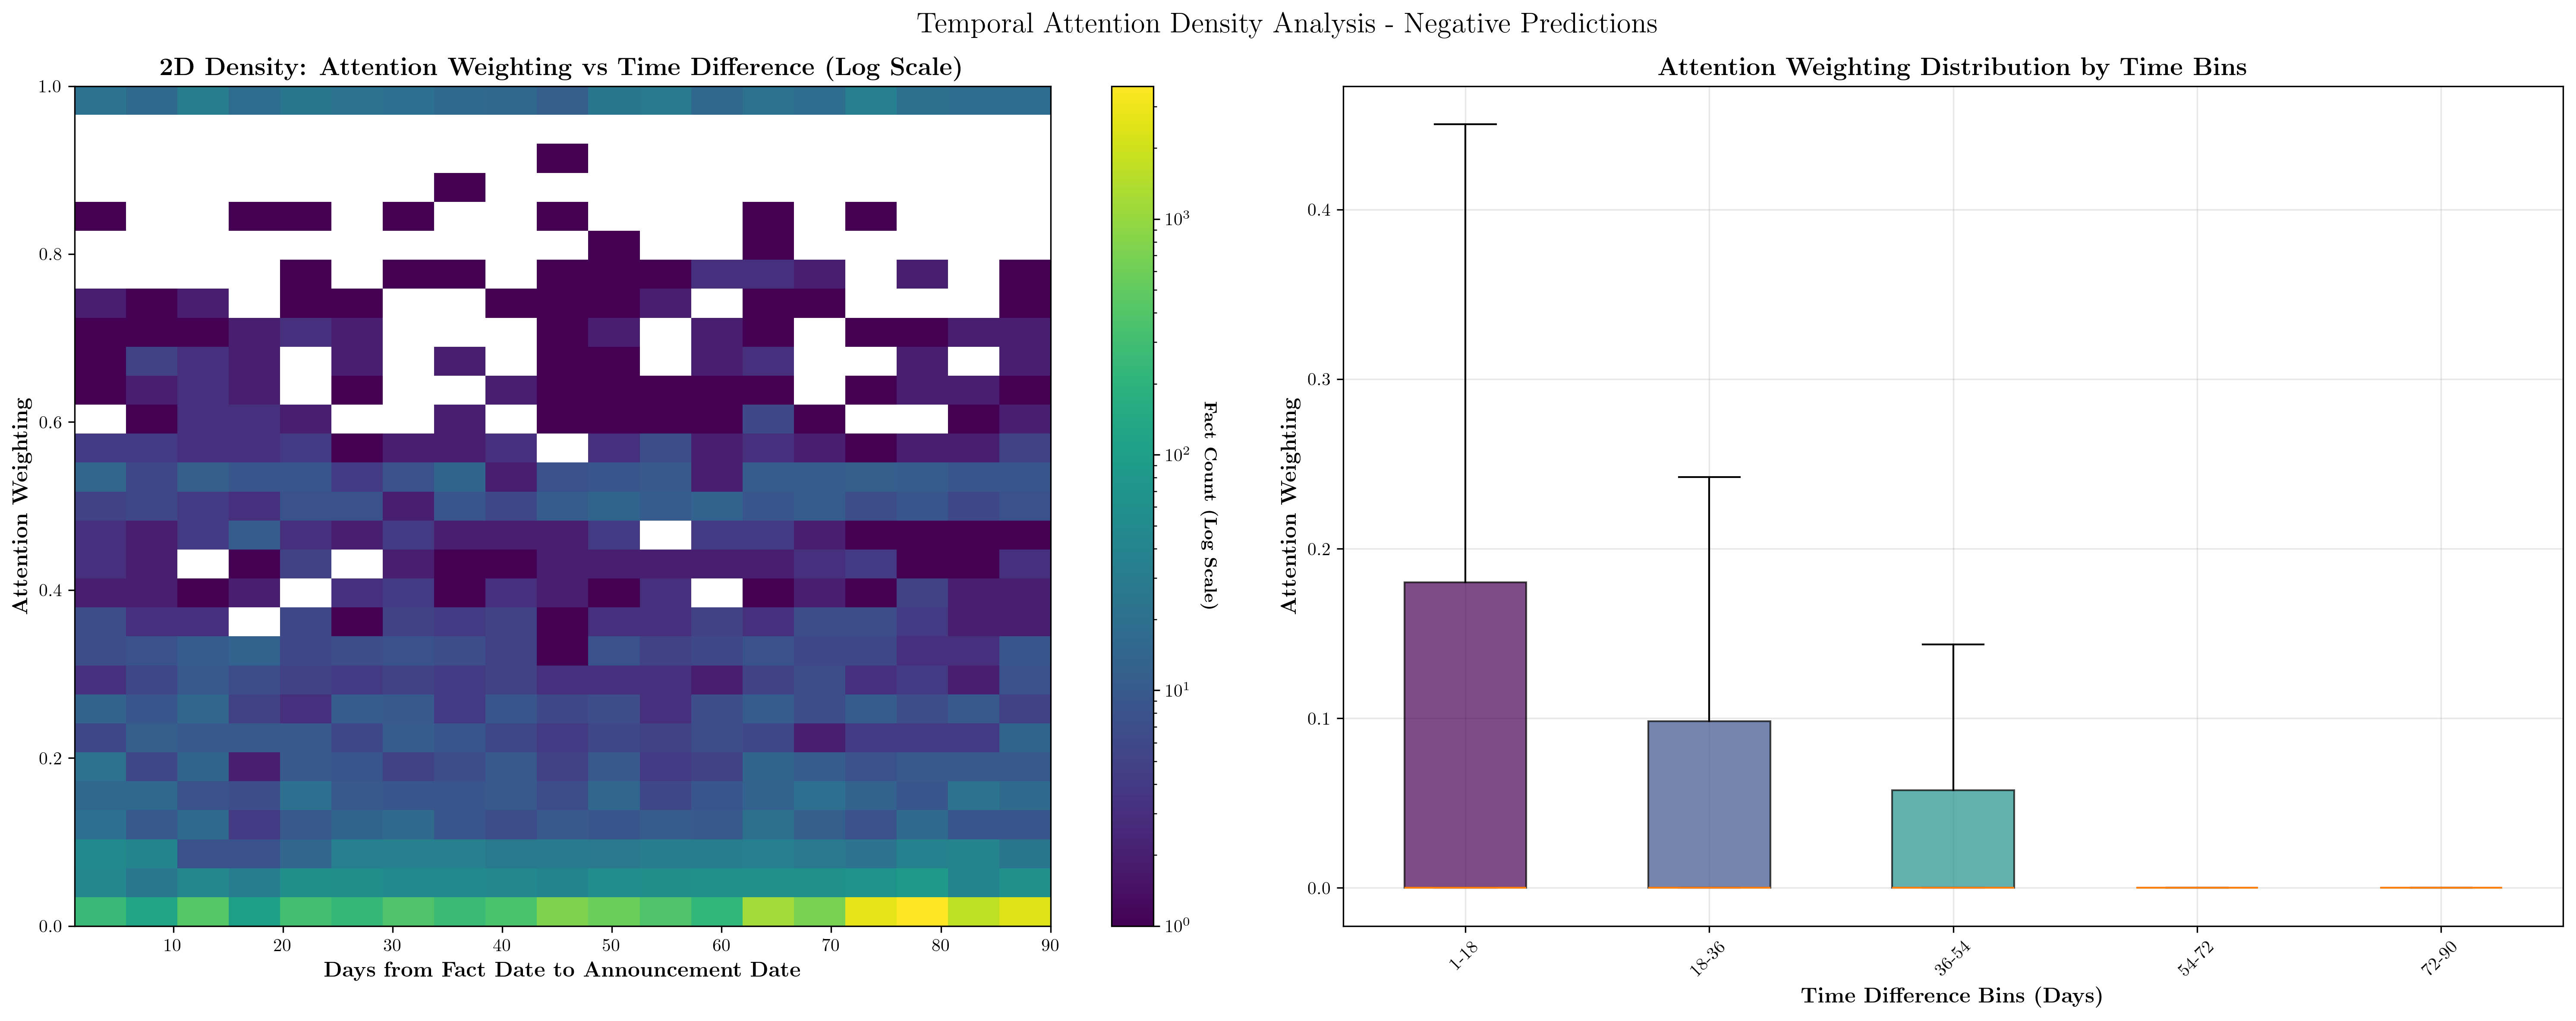 Temporal Attention Density Analysis - Negative Predictions
2D Density: Attention Weighting vs Time Difference (Log Scale)
1.0
0.8
0.6
0.4
0.2
0.0
Attention Weighting
10 20 30 40 50 60 70 80 90
Days from Fact Date to Announcement Date
10³
10²
10¹
10⁰
Fact Count (Log Scale)
Attention Weighting Distribution by Time Bins
0.4
0.3
0.2
0.1
0.0
Attention Weighting
1-18 18-36 36-54 54-72 72-90
Time Difference Bins (Days)